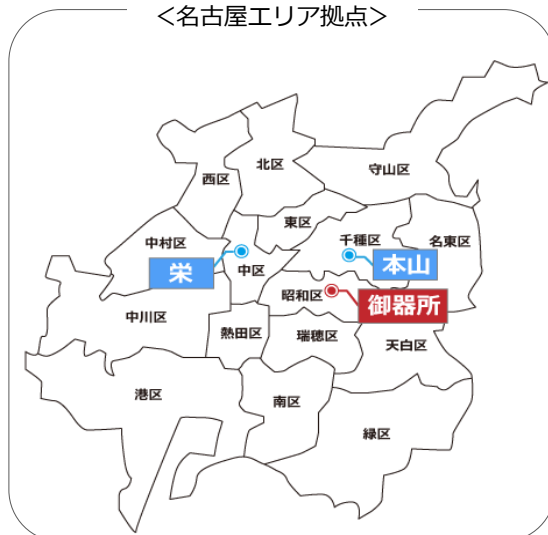 ＜名古屋エリア拠点＞
北区
守山区
西区
東区
千種区
名東区
中村区
栄
中区
本山
昭和区
御器所
中川区
熱田区
瑞穂区
天白区
港区
南区
緑区